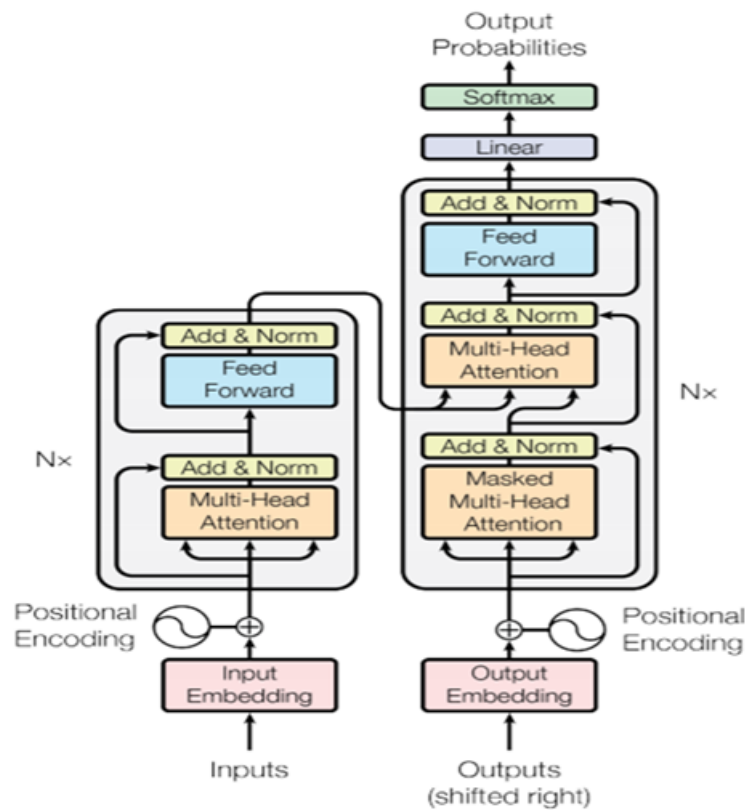 Output
Probabilities
Softmax
Linear
Add & Norm
Feed
Forward
Add & Norm
Multi-Head
Attention
Add & Norm
Masked
Multi-Head
Attention
Nx
Add & Norm
Feed
Forward
Add & Norm
Multi-Head
Attention
Nx
Positional
Encoding
Positional
Encoding
Input
Embedding
Output
Embedding
Inputs
Outputs
(shifted right)